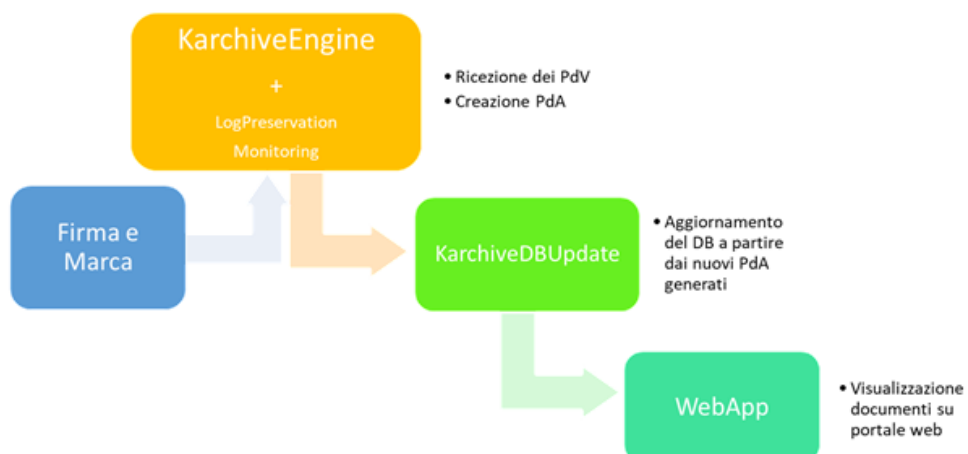 KarchiveEngine
+
LogPreservation
Monitoring
• Ricezione dei PdV
• Creazione PdA
Firma e
Marca
KarchiveDBUpdate
• Aggiornamento
del DB a partire
dai nuovi PdA
generati
WebApp
• Visualizzazione
documenti su
portale web